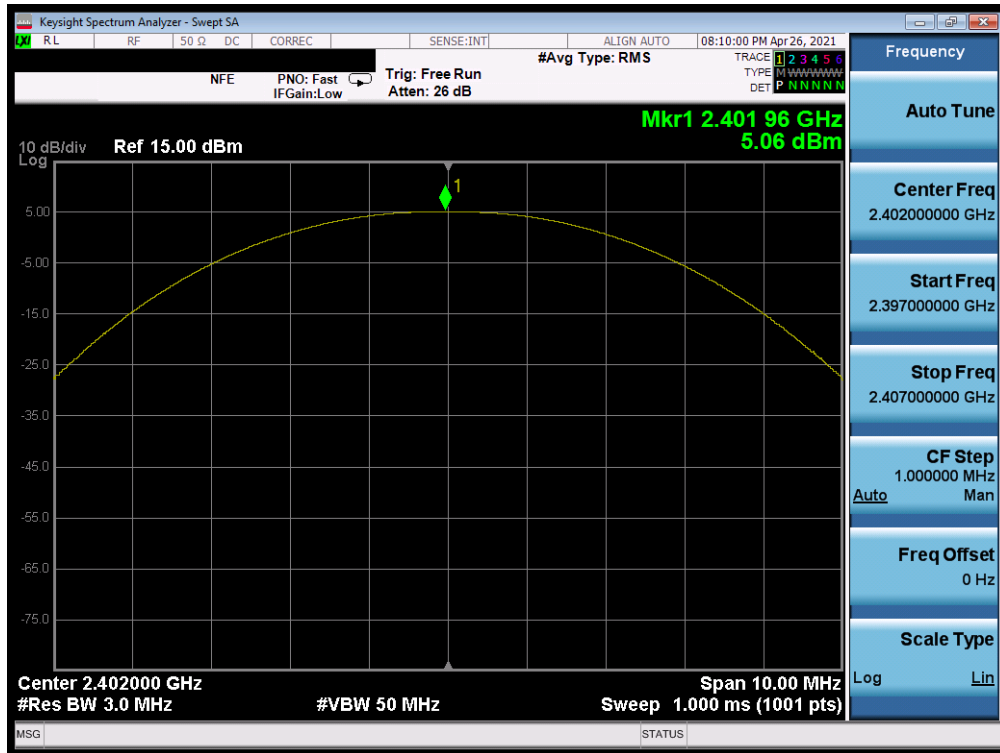 Keysight Spectrum Analyzer - Swept SA
LXI RL RF 50 Ω DC CORREC SENSE:INT ALIGN AUTO 08:10:00 PM Apr 26, 2021
#Avg Type: RMS
TRACE 1 2 3 4 5 6
TYPE M WWWWW
DET P N N N N N
NFE PNO: Fast Trig: Free Run
IFGain:Low Atten: 26 dB
Mkr1 2.401 96 GHz
5.06 dBm
10 dB/div Ref 15.00 dBm
Log
1
5.00
-5.00
-15.0
-25.0
-35.0
-45.0
-55.0
-65.0
-75.0
Center 2.402000 GHz Span 10.00 MHz
#Res BW 3.0 MHz #VBW 50 MHz Sweep 1.000 ms (1001 pts)
MSG STATUS
Frequency
Auto Tune
Center Freq
2.402000000 GHz
Start Freq
2.397000000 GHz
Stop Freq
2.407000000 GHz
CF Step
1.000000 MHz
Auto Man
Freq Offset
0 Hz
Scale Type
Log Lin